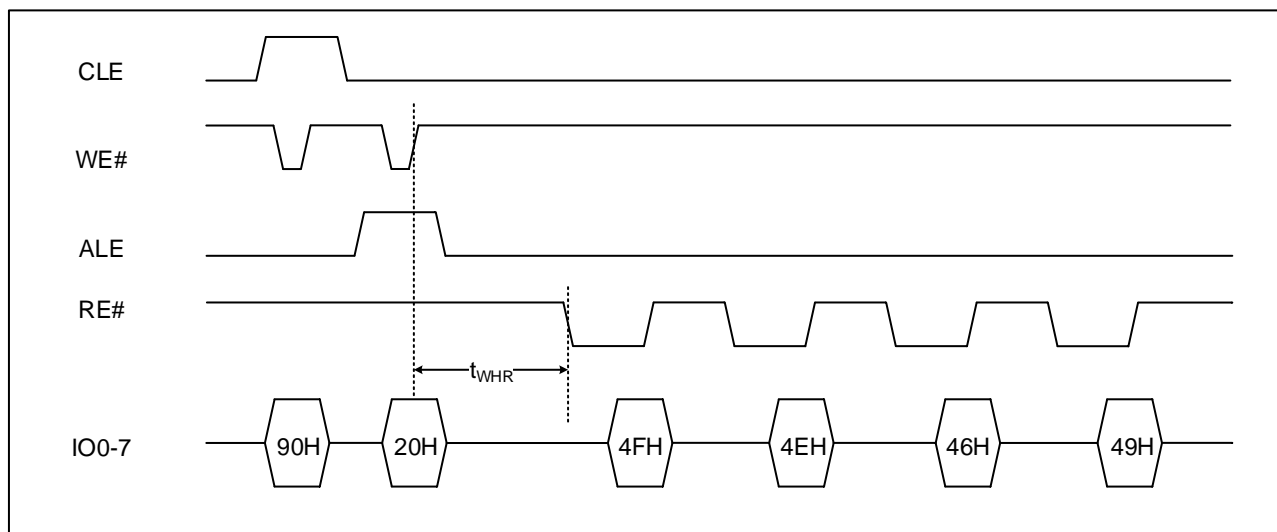 CLE
WE#
ALE
RE#
tWHR
IO0-7 90H 20H 4FH 4EH 46H 49H